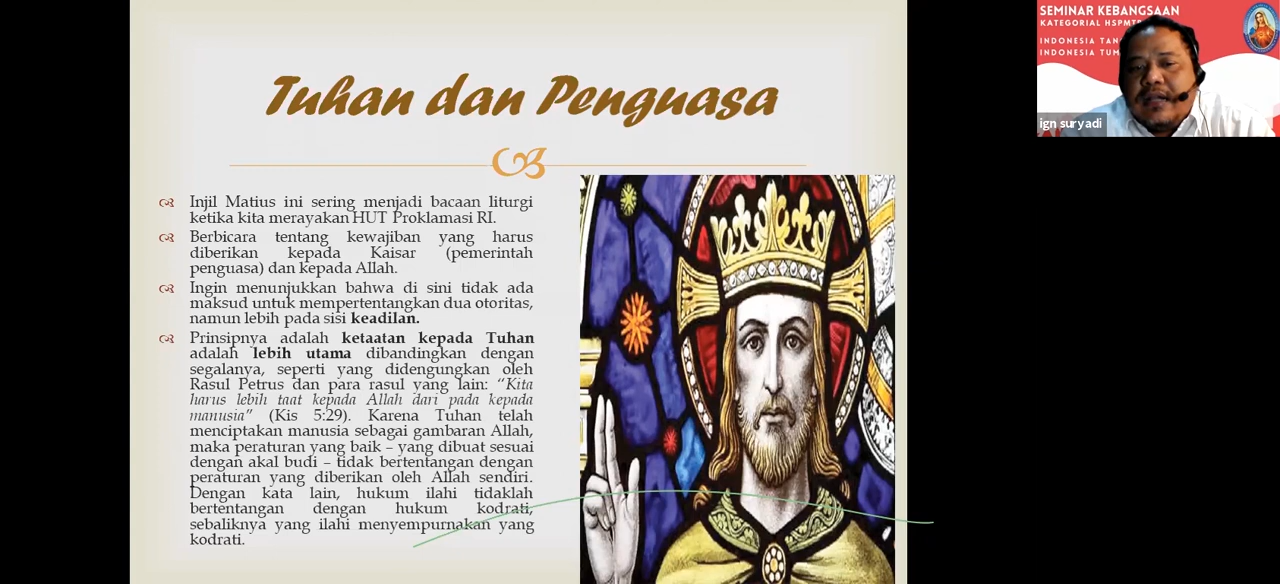 Tuhan dan Penguasa
Injil Matius ini sering menjadi bacaan liturgi
ketika kita merayakan HUT Proklamasi RI.
Berbicara tentang kewajiban yang harus
diberikan kepada Kaisar (pemerintah
penguasa) dan kepada Allah.
Ingin menunjukkan bahwa di sini tidak ada
maksud untuk mempertentangkan dua otoritas,
namun lebih pada sisi keadilan.
Prinsipnya adalah ketaatan kepada Tuhan
adalah lebih utama dibandingkan dengan
segalanya, seperti yang didengungkan oleh
Rasul Petrus dan para rasul yang lain: “Kita
harus lebih taat kepada Allah dari pada kepada
manusia” (Kis 5:29). Karena Tuhan telah
menciptakan manusia sebagai gambaran Allah,
maka peraturan yang baik – yang dibuat sesuai
dengan akal budi – tidak bertentangan dengan
peraturan yang diberikan oleh Allah sendiri.
Dengan kata lain, hukum ilahi tidaklah
bertentangan dengan hukum kodrati,
sebaliknya yang ilahi menyempurnakan yang
kodrati.
SEMINAR KEBANGSAAN
KATEGORIAL HSPMTB
INDONESIA TAN
INDONESIA TUM
ign suryadi